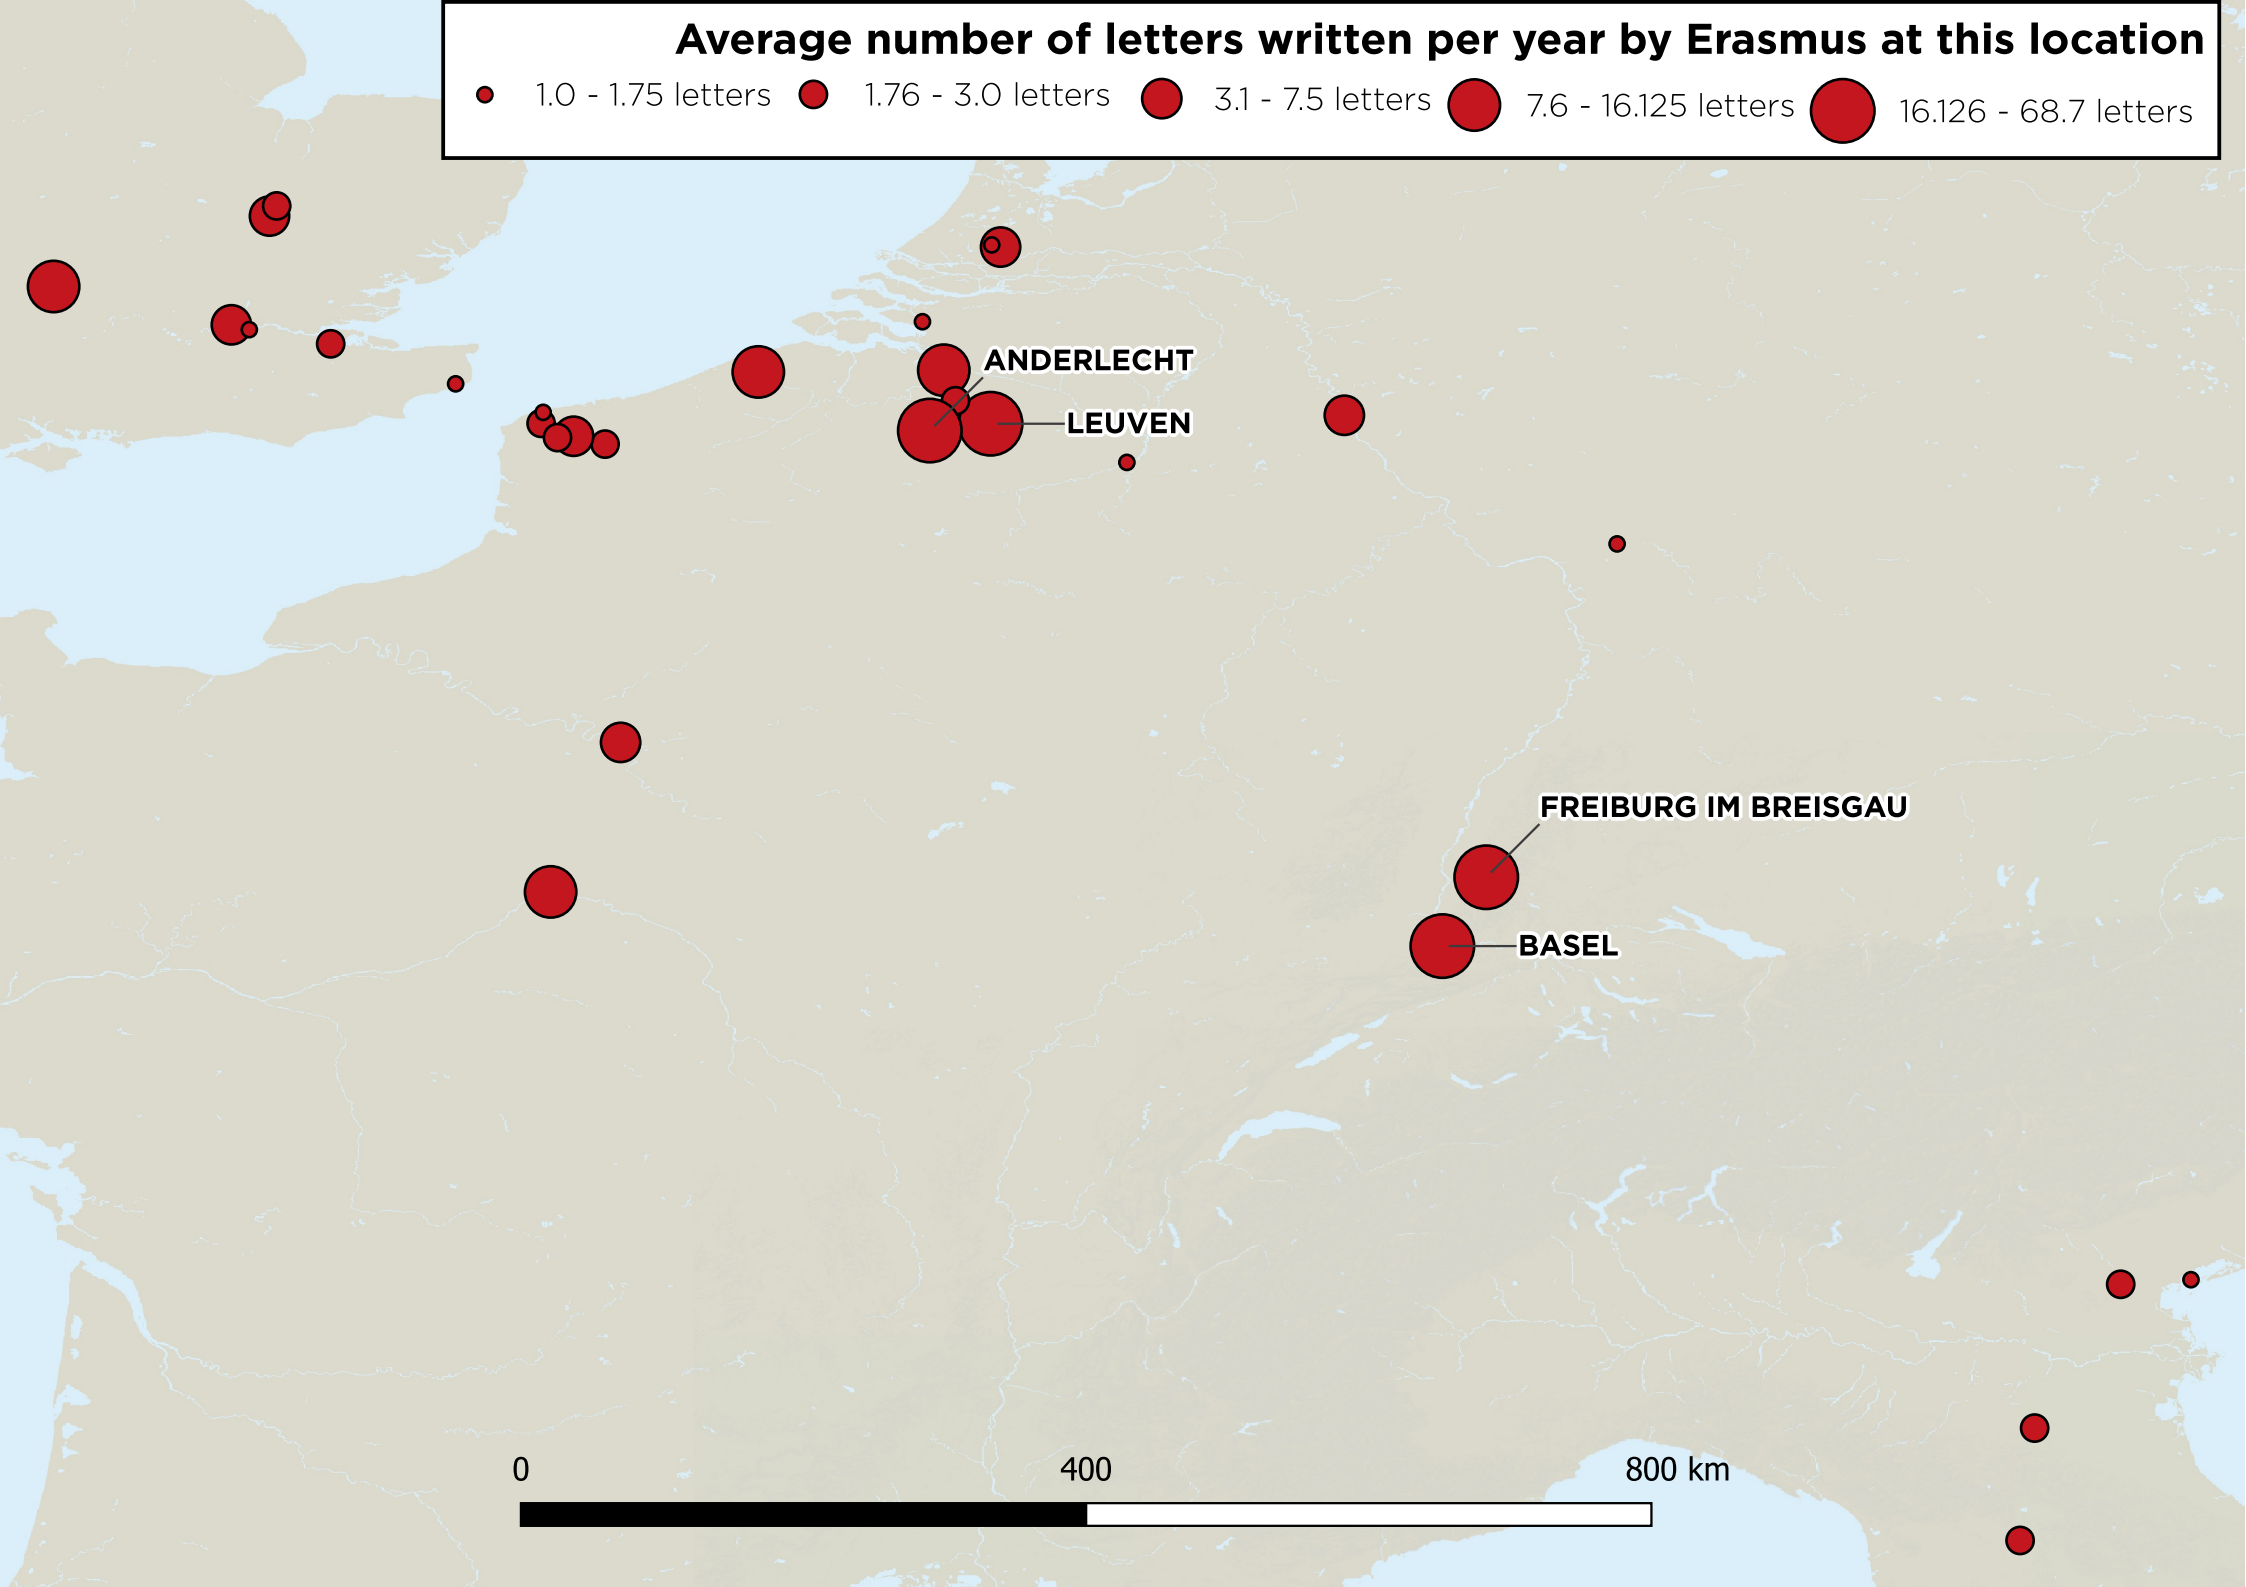 Average number of letters written per year by Erasmus at this location
1.0 - 1.75 letters 1.76 - 3.0 letters 3.1 - 7.5 letters 7.6 - 16.125 letters 16.126 - 68.7 letters
ANDERLECHT
LEUVEN
FREIBURG IM BREISGAU
BASEL
0 400 800 km